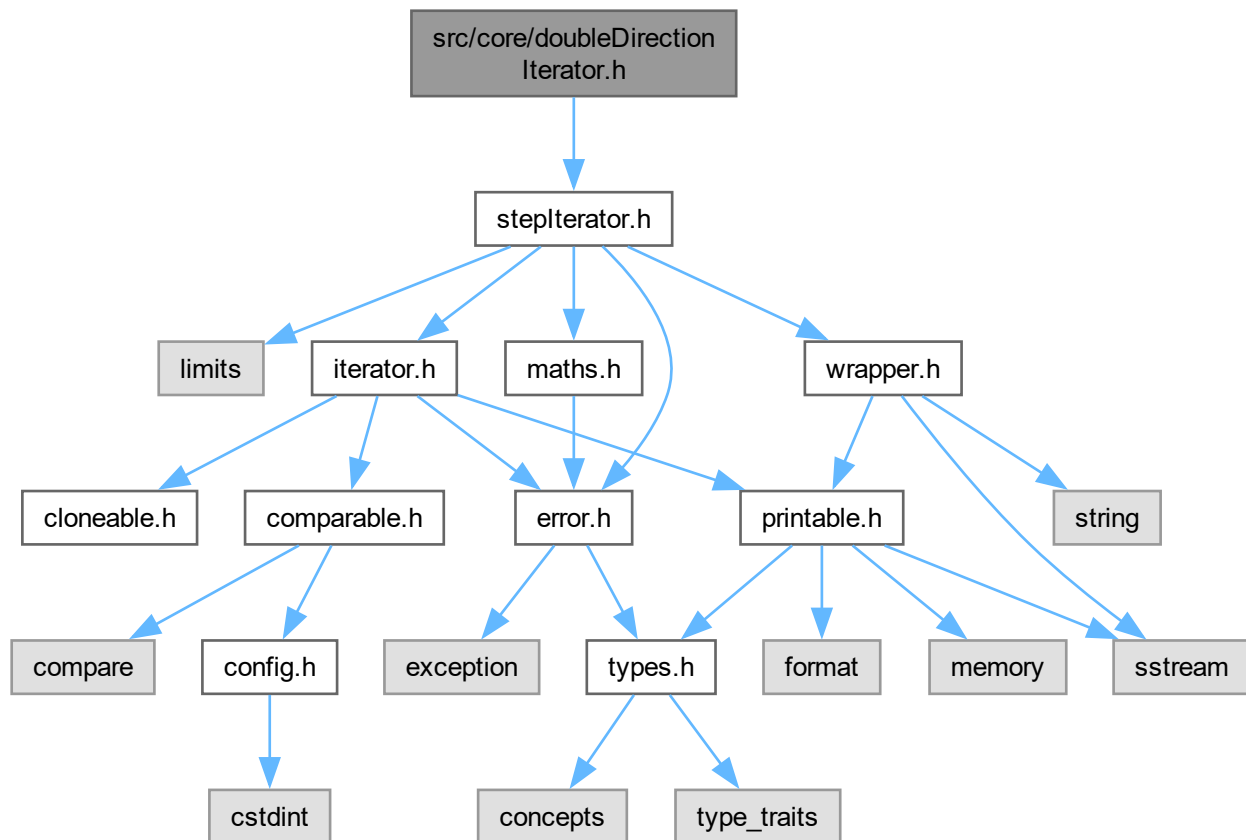 src/core/doubleDirection
Iterator.h
stepIterator.h
limits
iterator.h
maths.h
wrapper.h
cloneable.h
comparable.h
error.h
printable.h
string
compare
config.h
exception
types.h
format
memory
sstream
cstdint
concepts
type_traits